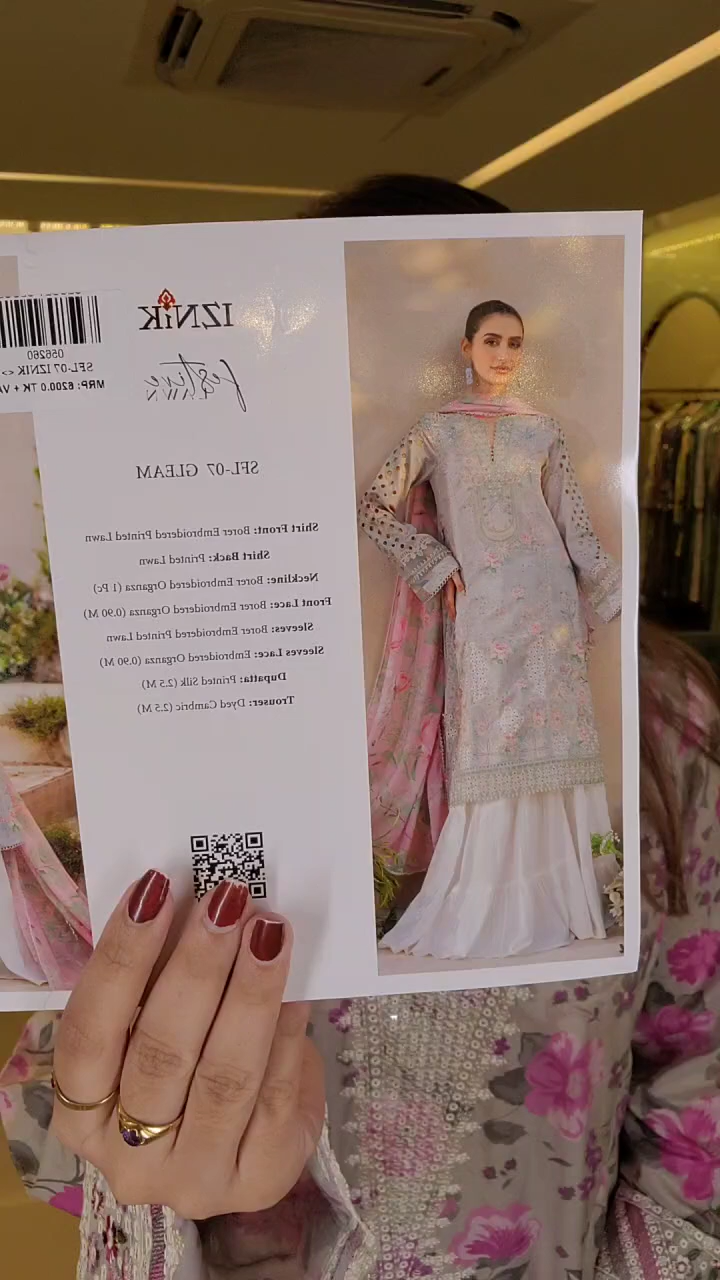 IZNIK
festive
LAWN
SFL-07 GLEAM
Shirt Front: Borer Embroidered Printed Lawn
Shirt Back: Printed Lawn
Neckline: Borer Embroidered Organza (1 Pc)
Front Lace: Borer Embroidered Organza (0.90 M)
Sleeves: Borer Embroidered Printed Lawn
Sleeves Lace: Embroidered Organza (0.90 M)
Dupatta: Printed Silk (2.5 M)
Trouser: Dyed Cambric (2.5 M)
056260
SFL-07 IZNIK <>
MRP: 6200.0 TK + VA